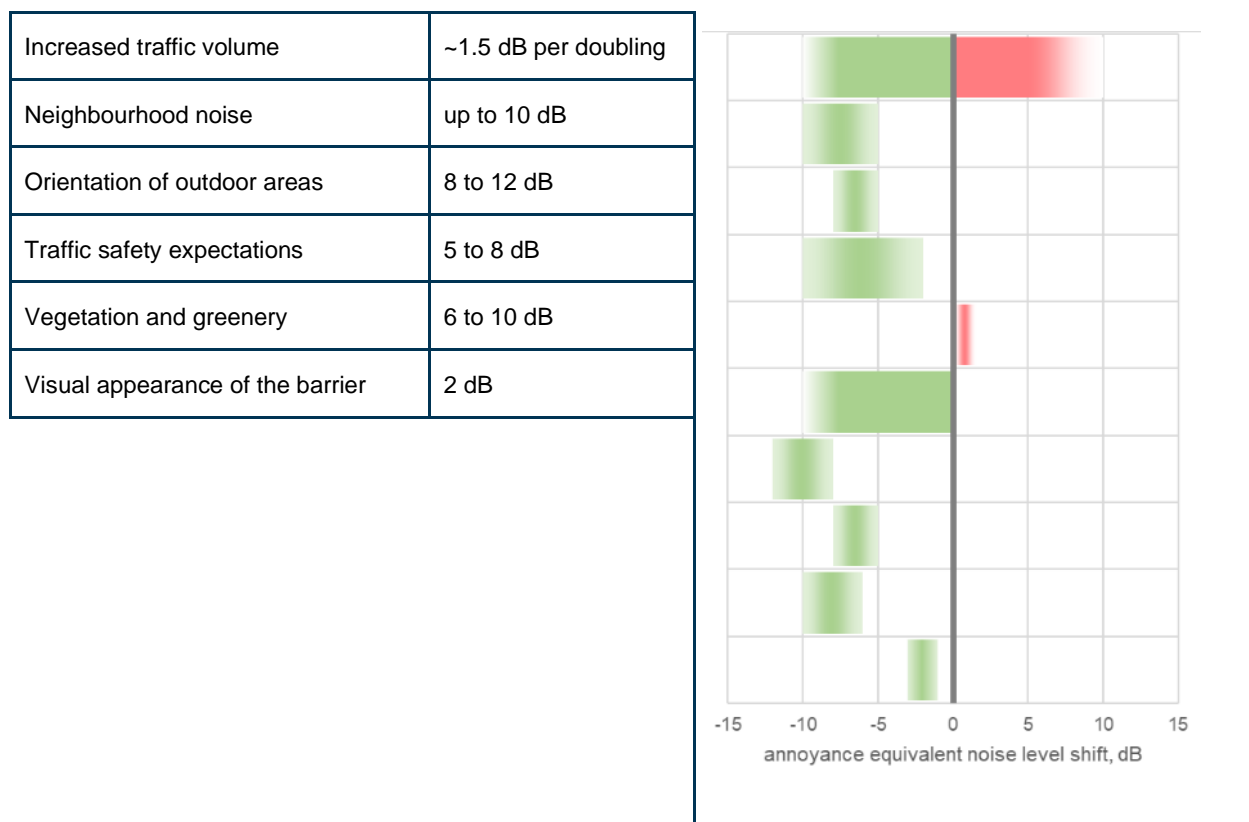 Increased traffic volume ~1.5 dB per doubling
Neighbourhood noise up to 10 dB
Orientation of outdoor areas 8 to 12 dB
Traffic safety expectations 5 to 8 dB
Vegetation and greenery 6 to 10 dB
Visual appearance of the barrier 2 dB
-15 -10 -5 0 5 10 15
annoyance equivalent noise level shift, dB